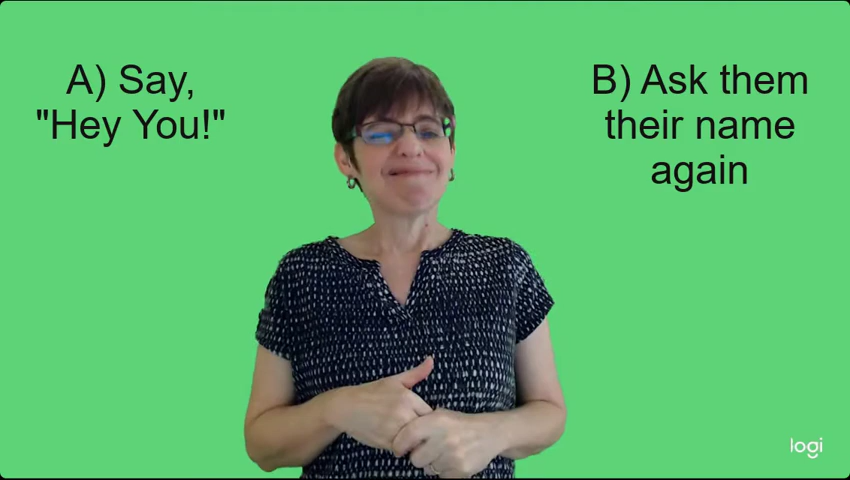 A) Say,
"Hey You!"
B) Ask them
their name
again
logi